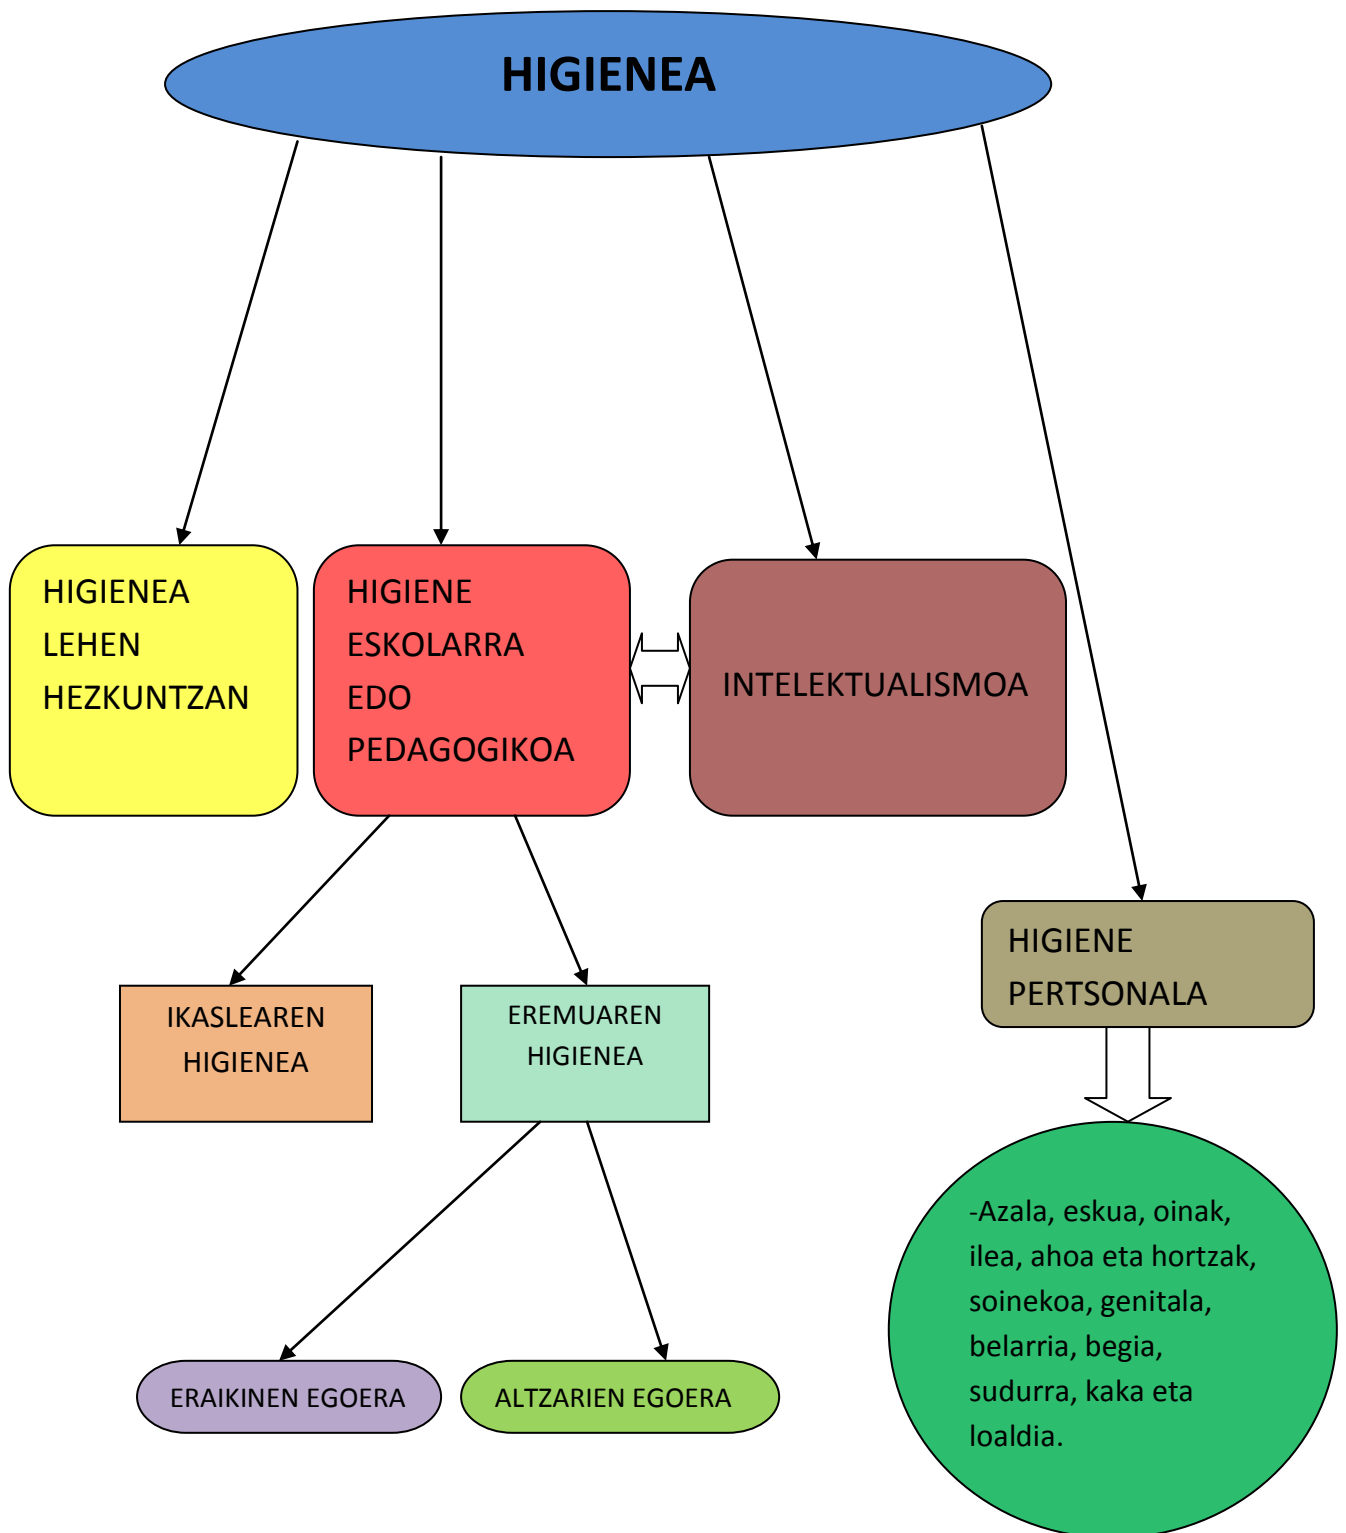 HIGIENEA
HIGIENEA
LEHEN
HEZKUNTZAN
HIGIENE
ESKOLARRA
EDO
PEDAGOGIKOA
INTELEKTUALISMOA
HIGIENE
PERTSONALA
IKASLEAREN
HIGIENEA
EREMUAREN
HIGIENEA
-Azala, eskua, oinak,
ilea, ahoa eta hortzak,
soinekoa, genitala,
belarria, begia,
sudurra, kaka eta
loaldia.
ERAIKINEN EGOERA
ALTZARIEN EGOERA